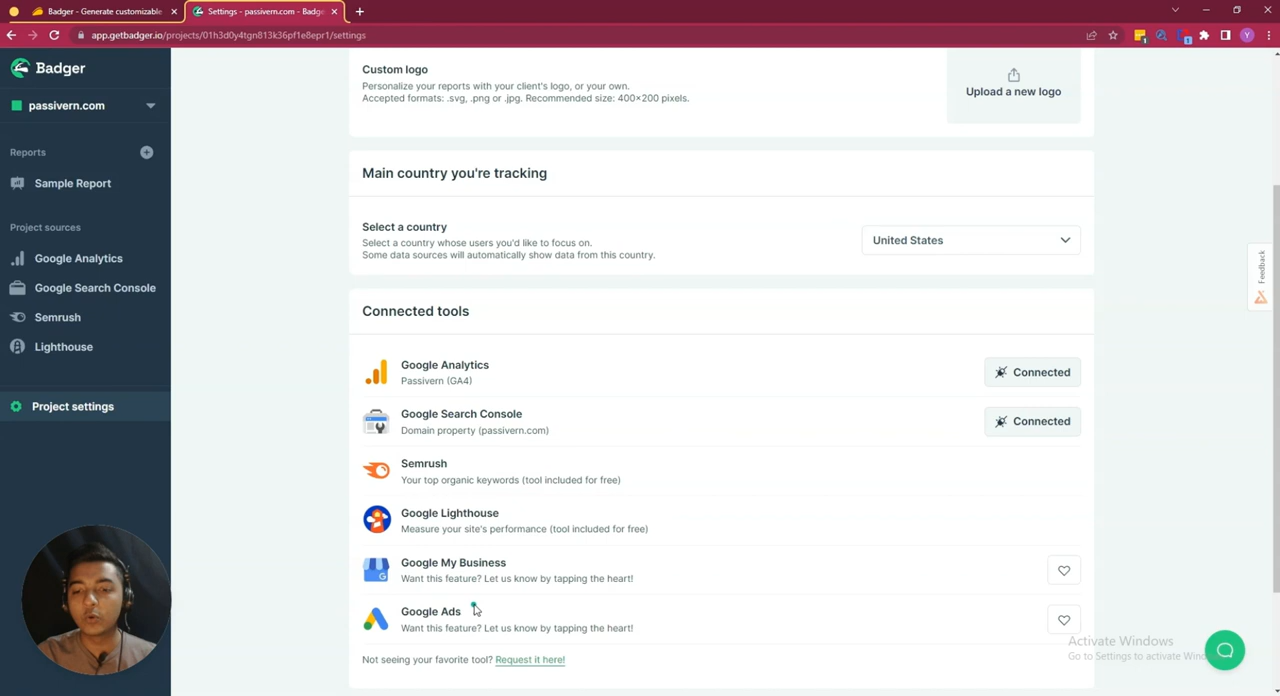 Badger - Generate customizable
Settings - passivern.com - Badg
app.getbadger.io/projects/01h3d0y4tgn813k36pf1e8epr1/settings
1
1
Y
Badger
passivern.com
Reports
Sample Report
Project sources
Google Analytics
Google Search Console
Semrush
Lighthouse
Project settings
Custom logo
Personalize your reports with your client's logo, or your own.
Accepted formats: .svg, .png or .jpg. Recommended size: 400×200 pixels.
Upload a new logo
Main country you're tracking
Select a country
Select a country whose users you'd like to focus on.
Some data sources will automatically show data from this country.
United States
Connected tools
Google Analytics
Passivern (GA4)
Connected
Google Search Console
Domain property (passivern.com)
Connected
Semrush
Your top organic keywords (tool included for free)
Google Lighthouse
Measure your site's performance (tool included for free)
Google My Business
Want this feature? Let us know by tapping the heart!
Google Ads
Want this feature? Let us know by tapping the heart!
Not seeing your favorite tool? Request it here!
Feedback
Activate Windows
Go to Settings to activate Win